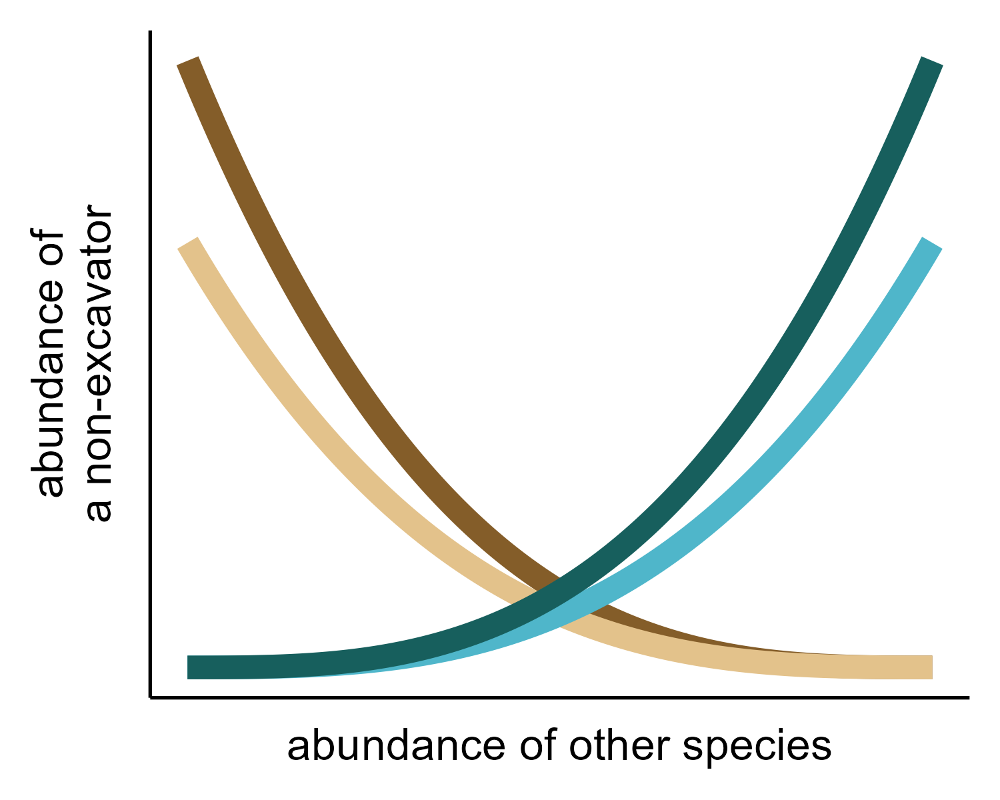 abundance of
a non-excavator
abundance of other species